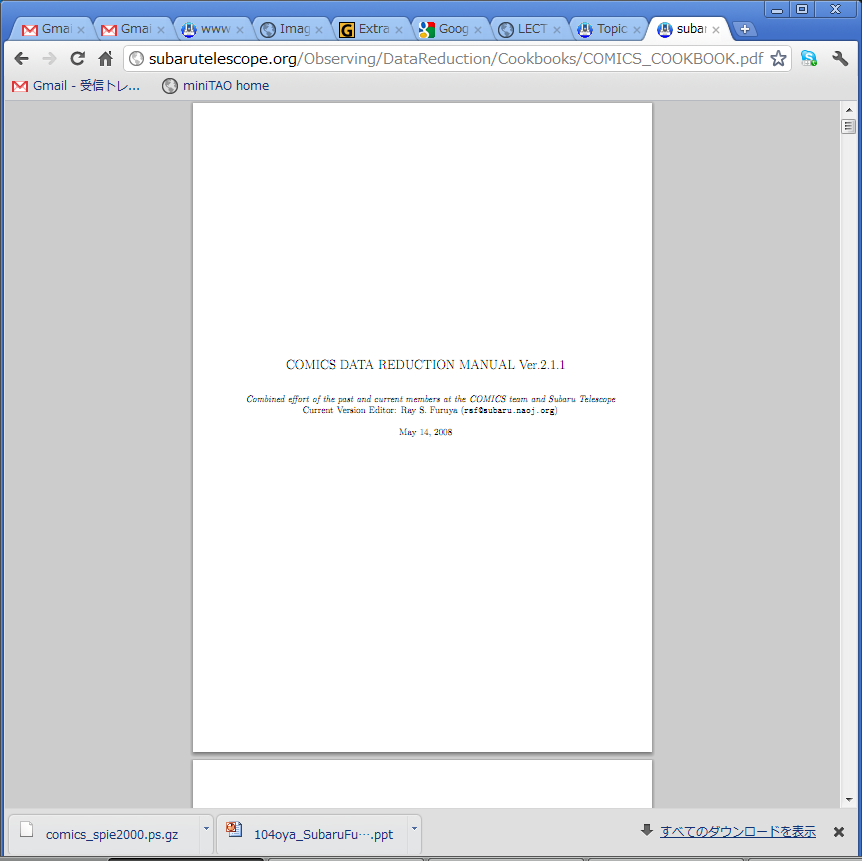 Gmai Gmai www Imag Extra Goog LECT Topic subar
subarutelescope.org/Observing/DataReduction/Cookbooks/COMICS_COOKBOOK.pdf
Gmail - 受信トレ... miniTAO home
COMICS DATA REDUCTION MANUAL Ver.2.1.1
Combined effort of the past and current members at the COMICS team and Subaru Telescope
Current Version Editor: Ray S. Furuya (rsf@subaru.naoj.org)
May 14, 2008
comics_spie2000.ps.gz 104oya_SubaruFu….ppt すべてのダウンロードを表示